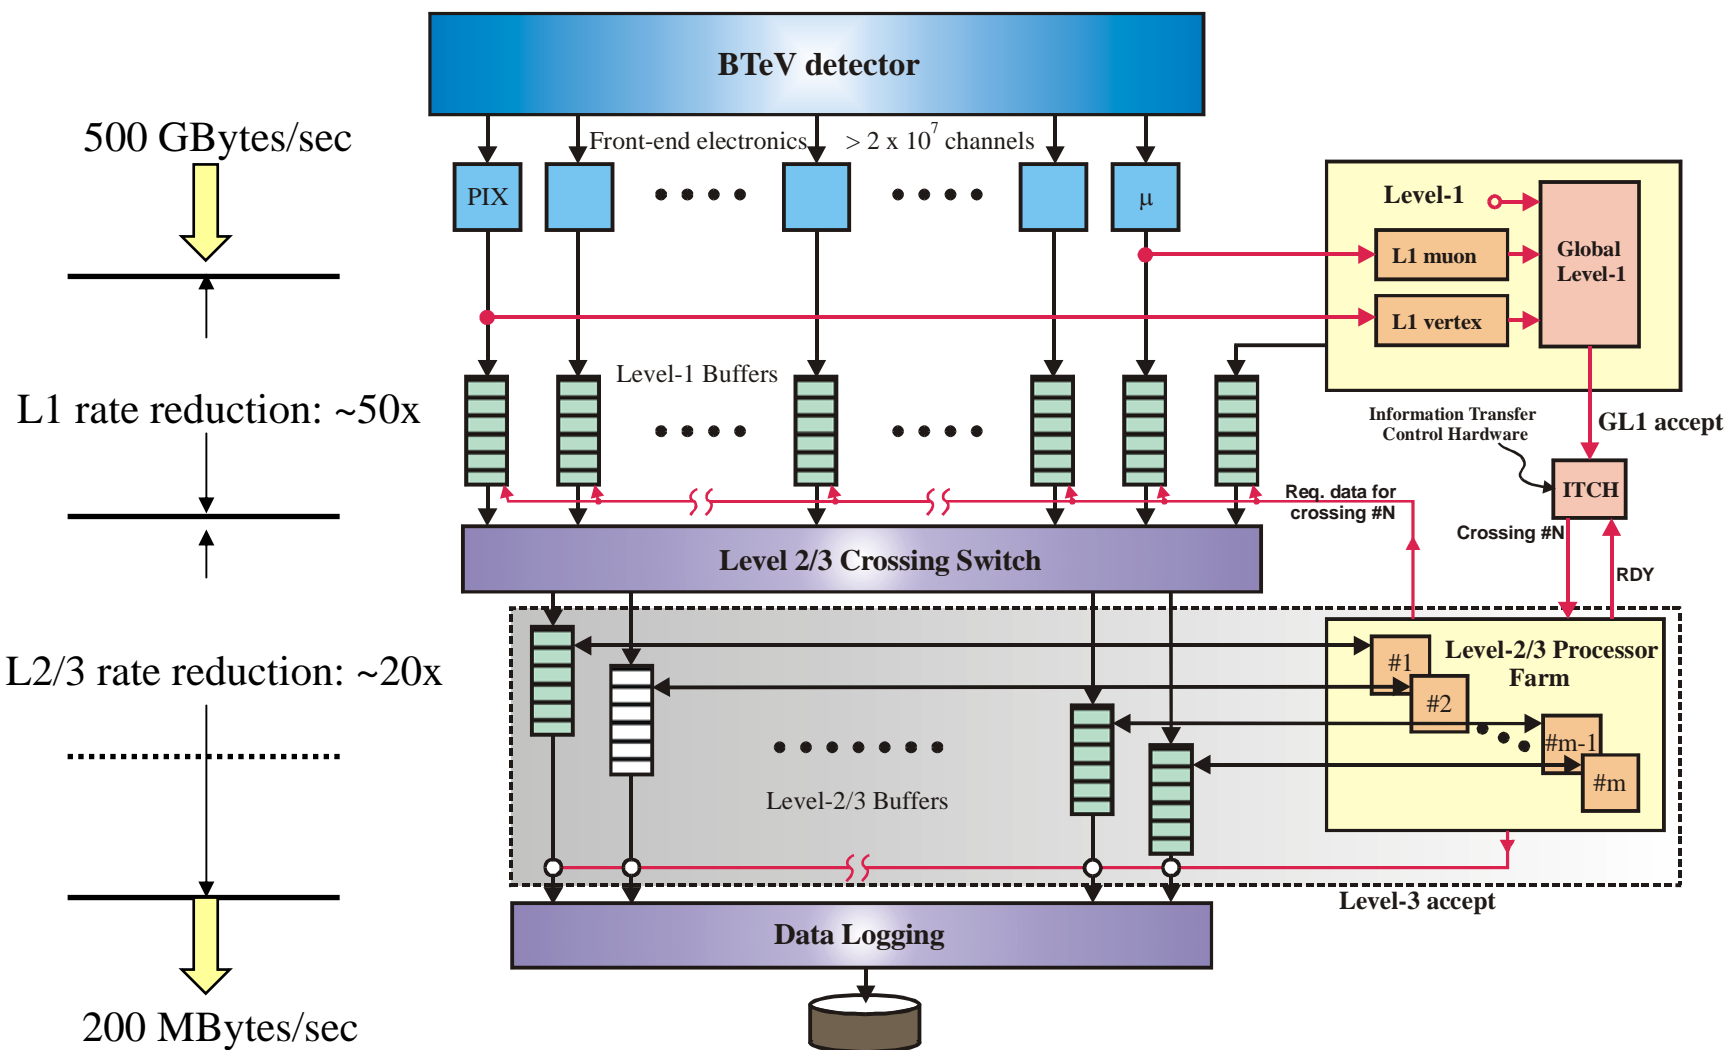 BTeV detector
500 GBytes/sec
Front-end electronics
> 2 x 10^7 channels
PIX
μ
Level-1
L1 muon
Global
Level-1
L1 vertex
Level-1 Buffers
L1 rate reduction: ~50x
Information Transfer
Control Hardware
GL1 accept
ITCH
Req. data for
crossing #N
Crossing #N
RDY
Level 2/3 Crossing Switch
L2/3 rate reduction: ~20x
Level-2/3 Processor
Farm
#1
#2
#m-1
#m
Level-2/3 Buffers
Level-3 accept
Data Logging
200 MBytes/sec